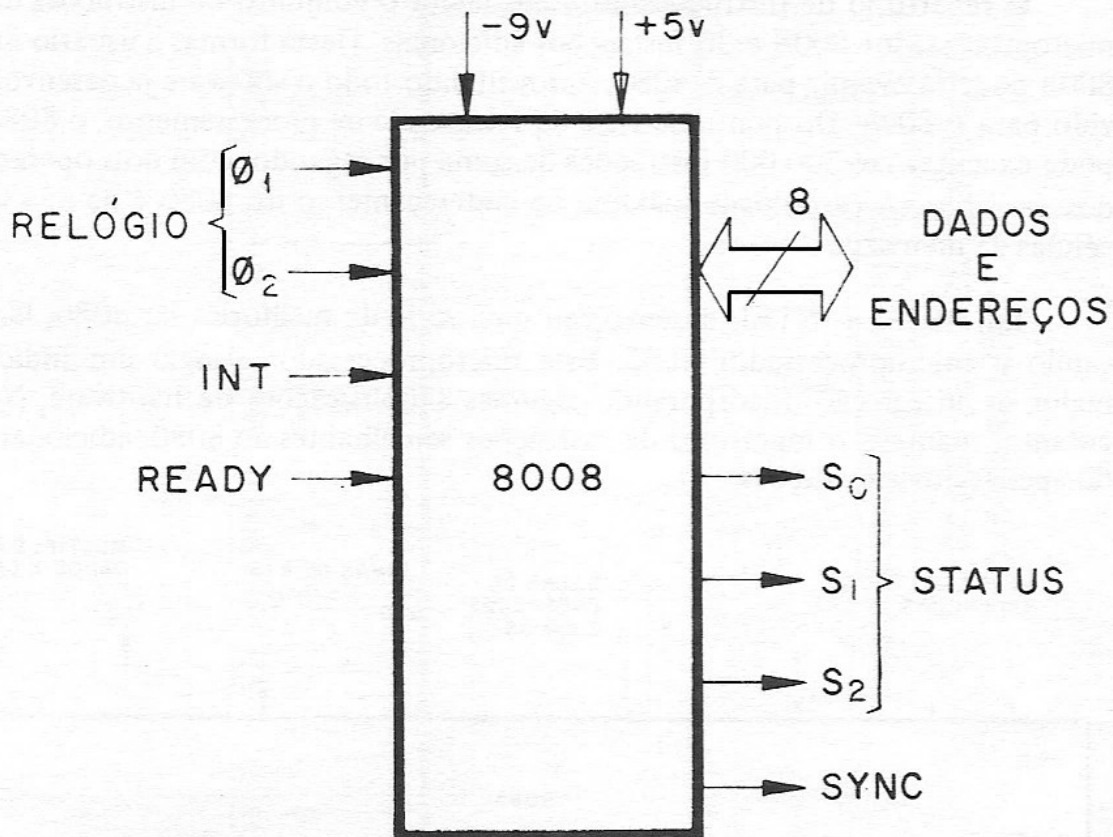 -9v
+5v
Ø1
RELÓGIO
Ø2
8
DADOS
E
ENDEREÇOS
INT
READY
8008
S0
S1
STATUS
S2
SYNC